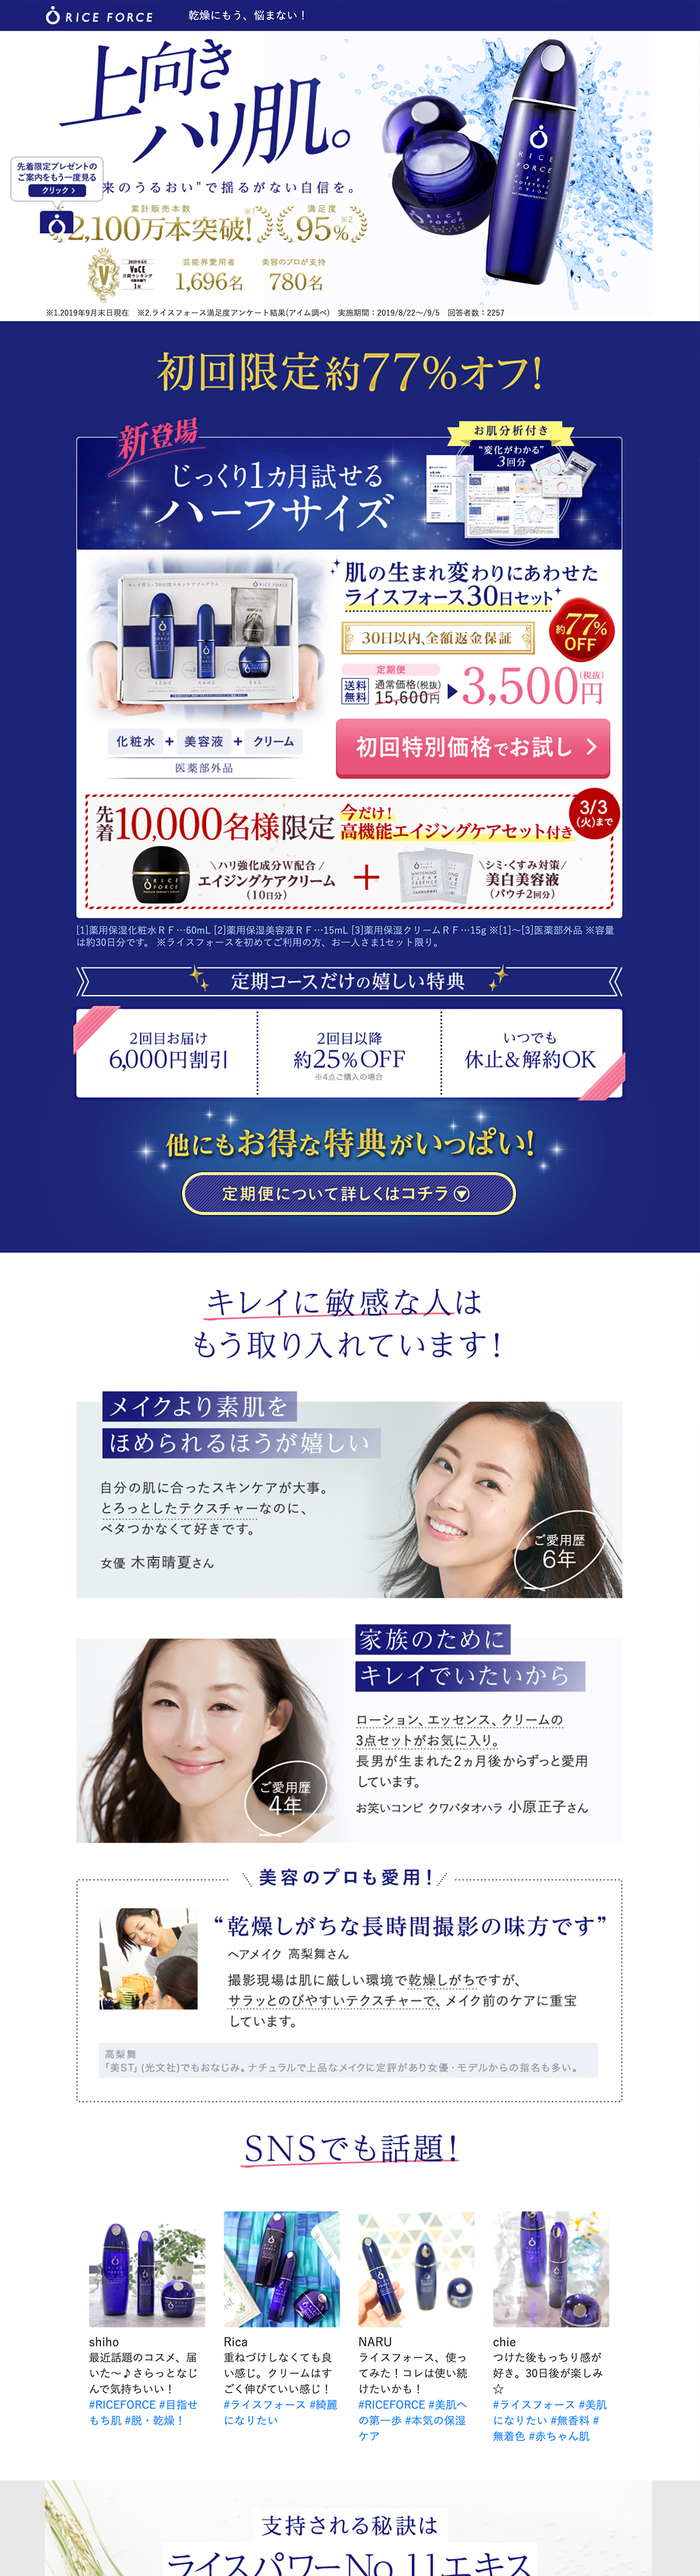 RICE FORCE
乾燥にもう、悩まない！
上向き
ハリ肌。
先着限定プレゼントの
ご案内をもう一度見る
クリック >
来のうるおい"で揺るがない自信を。
RICE
FORCE
累計販売本数
2,100万本突破!※1
満足度
95%※2
VoCE
月間ランキング
1位
芸能界愛用者
1,696名
美容のプロが支持
780名
※1.2019年9月末日現在　※2.ライスフォース満足度アンケート結果(アイム調べ)　実施期間：2019/8/22〜/9/5　回答者数：2257
初回限定約77%オフ!
新登場
じっくり1カ月試せる
ハーフサイズ
お肌分析付き
"変化がわかる"
3回分
RICE FORCE
肌の生まれ変わりにあわせた
ライスフォース30日セット
30日以内、全額返金保証
約77%
OFF
定期便
送料
無料
通常価格(税抜)
15,600円
3,500円(税抜)
化粧水 + 美容液 + クリーム
医薬部外品
初回特別価格でお試し
先着10,000名様限定
今だけ!
高機能エイジングケアセット付き
3/3
(火)まで
RICE
FORCE
\ハリ強化成分W配合/
エイジングケアクリーム
(10日分)
+
\シミ・くすみ対策/
美白美容液
(パウチ2回分)
[1]薬用保湿化粧水ＲＦ…60mL [2]薬用保湿美容液ＲＦ…15mL [3]薬用保湿クリームＲＦ…15g ※[1]〜[3]医薬部外品 ※容量
は約30日分です。 ※ライスフォースを初めてご利用の方、お一人さま1セット限り。
定期コースだけの嬉しい特典
2回目お届け
6,000円割引
2回目以降
約25%OFF
※4点ご購入の場合
いつでも
休止&解約OK
他にもお得な特典がいっぱい!
定期便について詳しくはコチラ
キレイに敏感な人は
もう取り入れています!
メイクより素肌を
ほめられるほうが嬉しい
自分の肌に合ったスキンケアが大事。
とろっとしたテクスチャーなのに、
ベタつかなくて好きです。
女優 木南晴夏さん
ご愛用歴
6年
家族のために
キレイでいたいから
ローション、エッセンス、クリームの
3点セットがお気に入り。
長男が生まれた2ヵ月後からずっと愛用
しています。
お笑いコンビ クワバタオハラ 小原正子さん
ご愛用歴
4年
\ 美容のプロも愛用! /
“乾燥しがちな長時間撮影の味方です”
ヘアメイク 高梨舞さん
撮影現場は肌に厳しい環境で乾燥しがちですが、
サラッとのびやすいテクスチャーで、メイク前のケアに重宝
しています。
高梨舞
「美ST」(光文社)でもおなじみ。ナチュラルで上品なメイクに定評があり女優・モデルからの指名も多い。
SNSでも話題!
shiho
最近話題のコスメ、届
いた〜♪さらっとなじ
んで気持ちいい！
#RICEFORCE #目指せ
もち肌 #脱・乾燥！
Rica
重ねづけしなくても良
い感じ。クリームはす
ごく伸びていい感じ！
#ライスフォース #綺麗
になりたい
NARU
ライスフォース、使っ
てみた！コレは使い続
けたいかも！
#RICEFORCE #美肌へ
の第一歩 #本気の保湿
ケア
chie
つけた後もっちり感が
好き。30日後が楽しみ
☆
#ライスフォース #美肌
になりたい #無香料 #
無着色 #赤ちゃん肌
支持される秘訣は
ライスパワーNo.11エキス